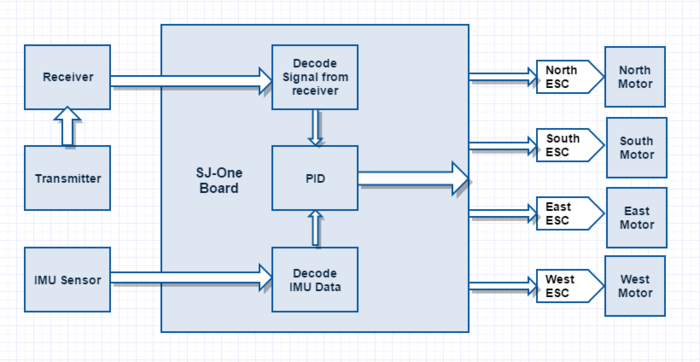 Receiver
Transmitter
IMU Sensor
SJ-One
Board
Decode
Signal from
receiver
PID
Decode
IMU Data
North
ESC
North
Motor
South
ESC
South
Motor
East
ESC
East
Motor
West
ESC
West
Motor